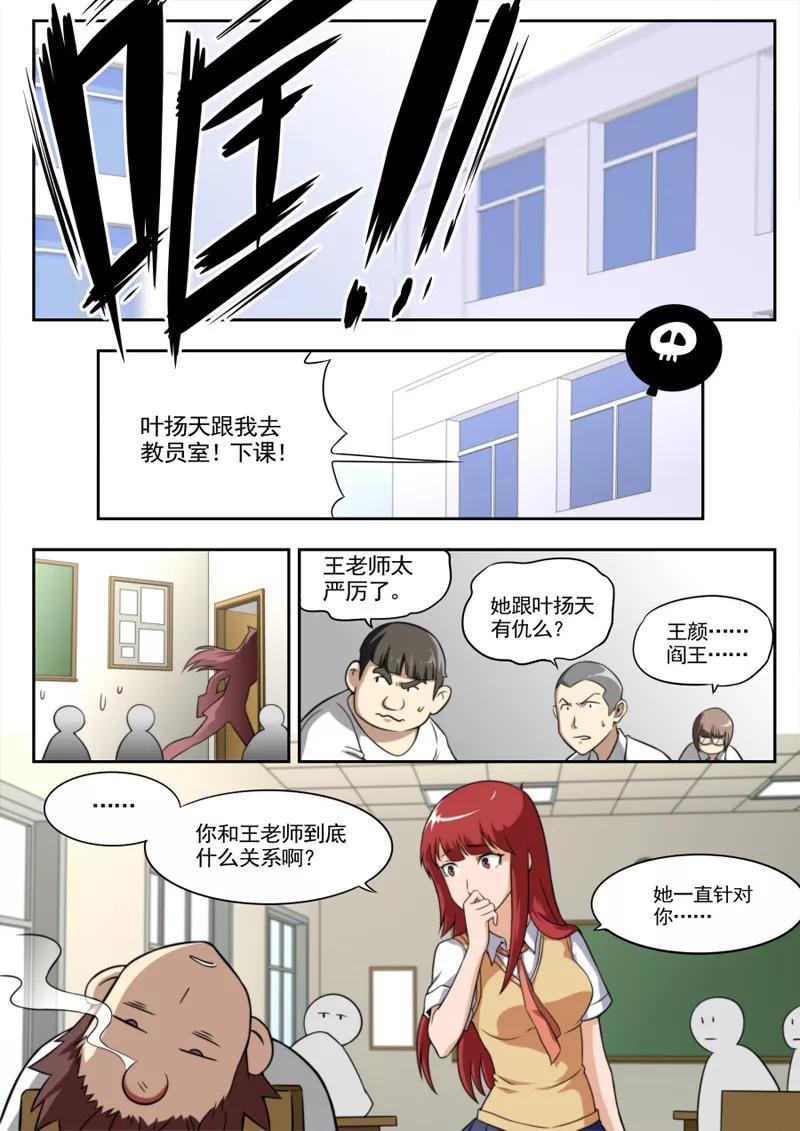 哐!!
叶扬天跟我去
教员室！下课！
王老师太
严厉了。
她跟叶扬天
有仇么？
王颜……
阎王……
……
你和王老师到底
什么关系啊？
她一直针对
你……